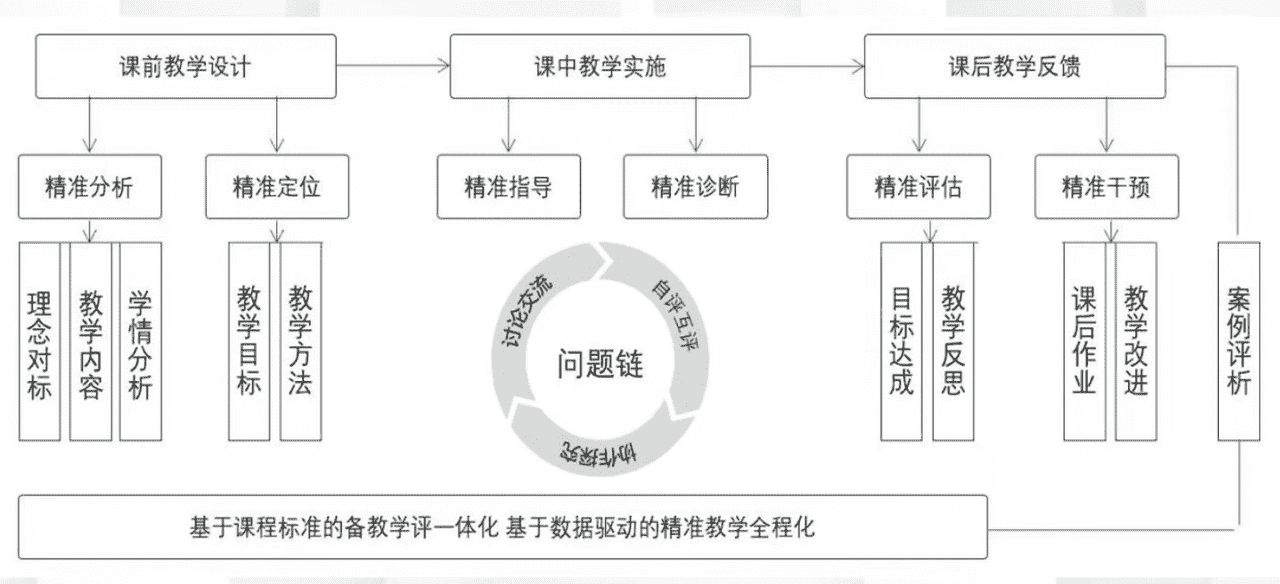 课前教学设计
课中教学实施
课后教学反馈
精准分析
精准定位
精准指导
精准诊断
精准评估
精准干预
理念对标
教学内容
学情分析
教学目标
教学方法
讨论交流
自评互评
协作探究
问题链
目标达成
教学反思
课后作业
教学改进
案例评析
基于课程标准的备教学评一体化 基于数据驱动的精准教学全程化